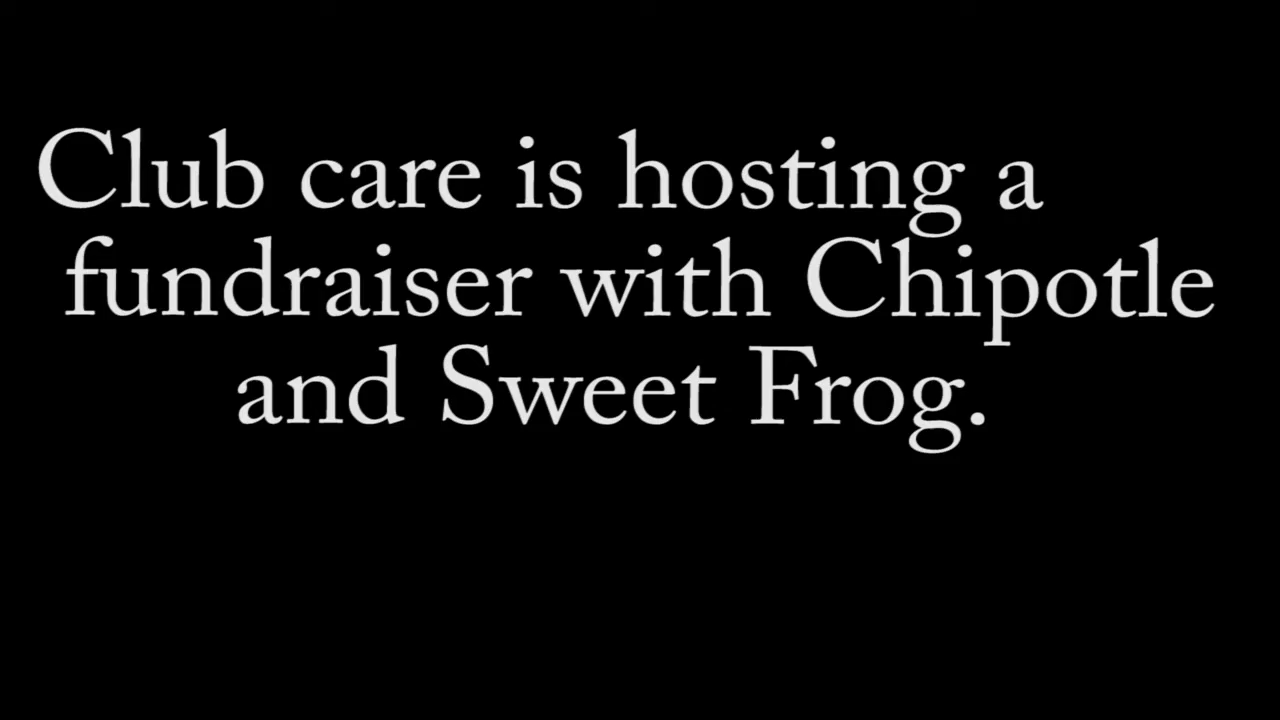 Club care is hosting a
fundraiser with Chipotle
and Sweet Frog.